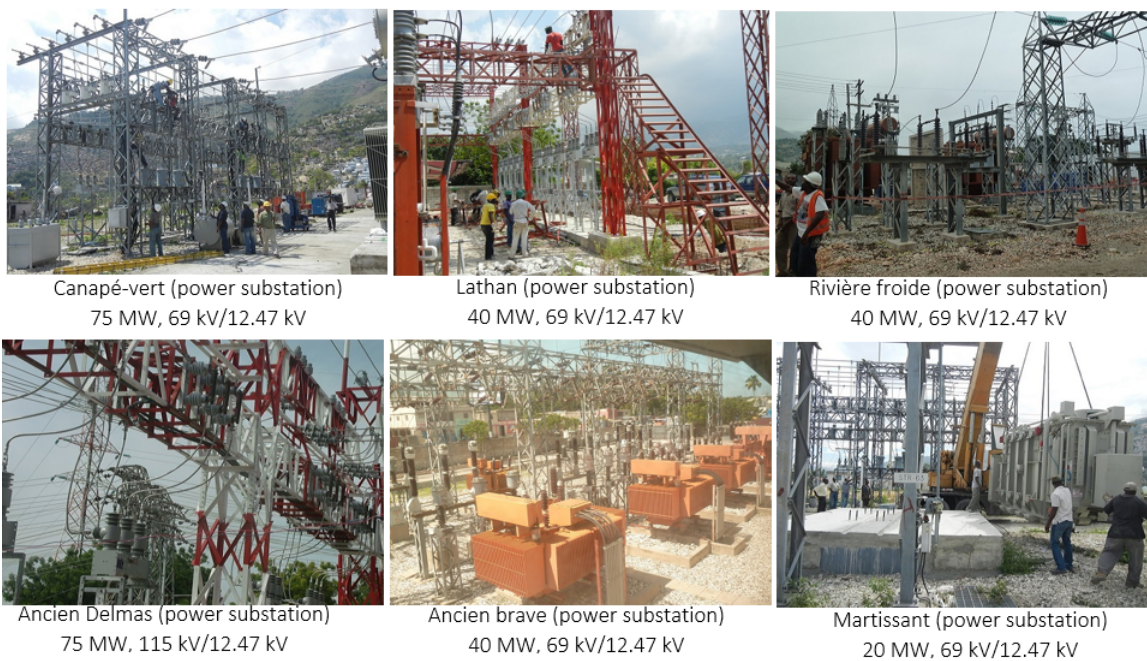 Canapé-vert (power substation)
75 MW, 69 kV/12.47 kV
Lathan (power substation)
40 MW, 69 kV/12.47 kV
Rivière froide (power substation)
40 MW, 69 kV/12.47 kV
STR-65
Ancien Delmas (power substation)
75 MW, 115 kV/12.47 kV
Ancien brave (power substation)
40 MW, 69 kV/12.47 kV
Martissant (power substation)
20 MW, 69 kV/12.47 kV